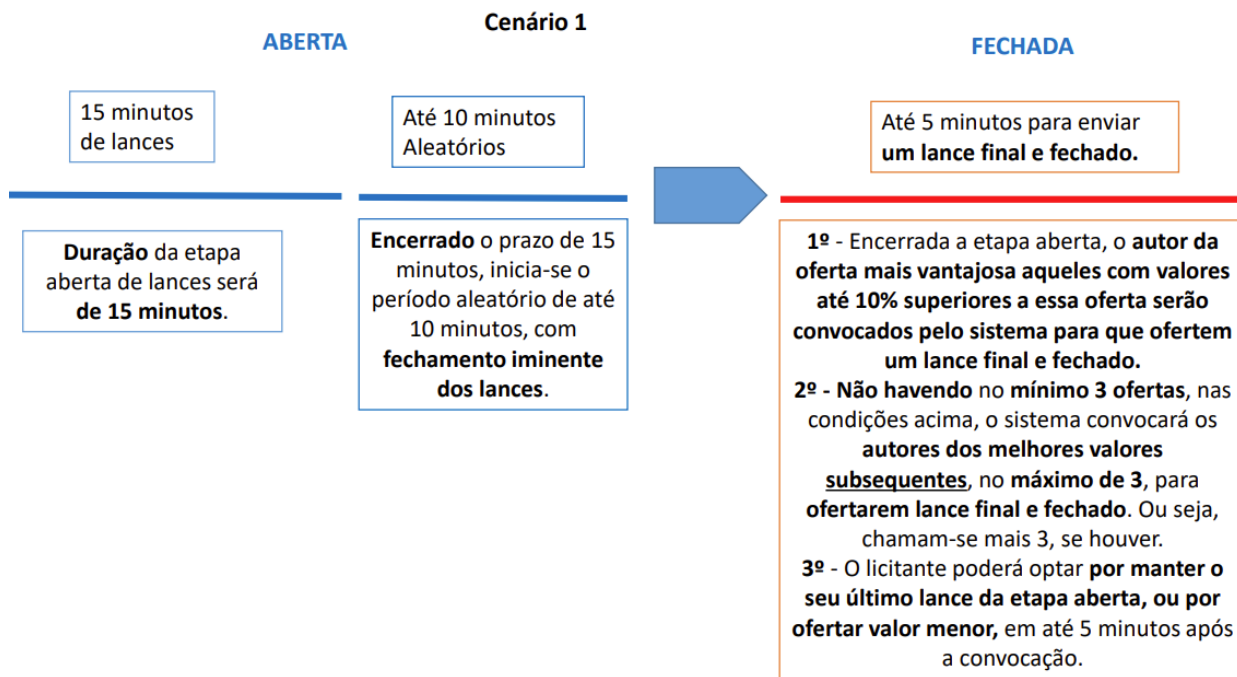 Cenário 1
ABERTA
FECHADA
15 minutos
de lances
Até 10 minutos
Aleatórios
Até 5 minutos para enviar
um lance final e fechado.
Duração da etapa
aberta de lances será
de 15 minutos.
Encerrado o prazo de 15
minutos, inicia-se o
período aleatório de até
10 minutos, com
fechamento iminente
dos lances.
1º - Encerrada a etapa aberta, o autor da
oferta mais vantajosa aqueles com valores
até 10% superiores a essa oferta serão
convocados pelo sistema para que ofertem
um lance final e fechado.
2º - Não havendo no mínimo 3 ofertas, nas
condições acima, o sistema convocará os
autores dos melhores valores
subsequentes, no máximo de 3, para
ofertarem lance final e fechado. Ou seja,
chamam-se mais 3, se houver.
3º - O licitante poderá optar por manter o
seu último lance da etapa aberta, ou por
ofertar valor menor, em até 5 minutos após
a convocação.